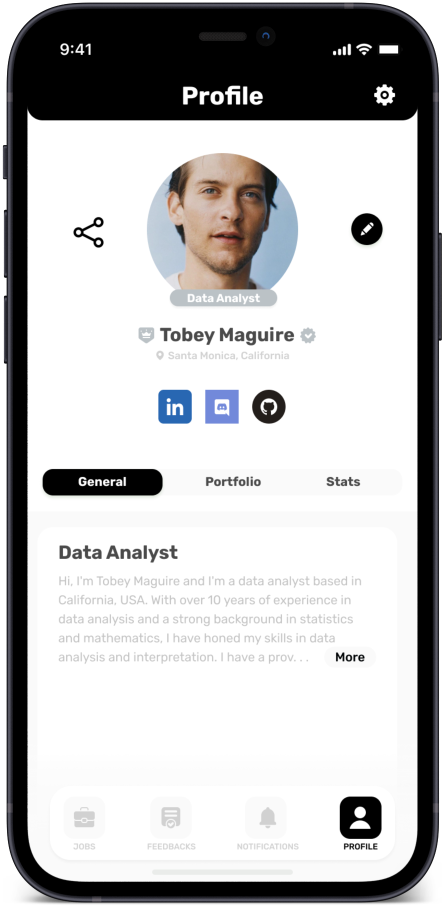 9:41
Profile
Data Analyst
Tobey Maguire
Santa Monica, California
in
General Portfolio Stats
Data Analyst
Hi, I'm Tobey Maguire and I'm a data analyst based in
California, USA. With over 10 years of experience in
data analysis and a strong background in statistics
and mathematics, I have honed my skills in data
analysis and interpretation. I have a prov. . . More
JOBS FEEDBACKS NOTIFICATIONS PROFILE